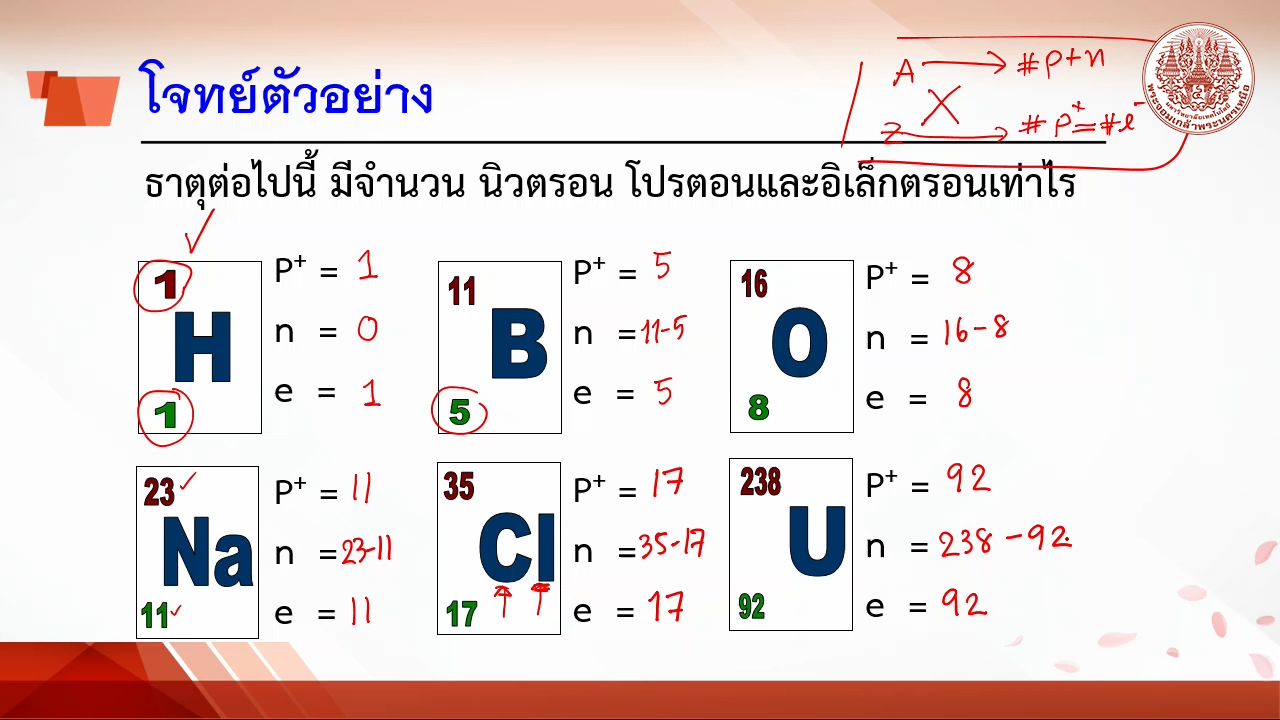 โจทย์ตัวอย่าง
A → # P+n
X
Z → # P⁺ = # e⁻
ธาตุต่อไปนี้ มีจำนวน นิวตรอน โปรตอนและอิเล็กตรอนเท่าไร
1
H
1
P⁺ = 1
n = 0
e = 1
11
B
5
P⁺ = 5
n = 11-5
e = 5
16
O
8
P⁺ = 8
n = 16-8
e = 8
23
Na
11
P⁺ = 11
n = 23-11
e = 11
35
Cl
17
P⁺ = 17
n = 35-17
e = 17
238
U
92
P⁺ = 92
n = 238-92
e = 92